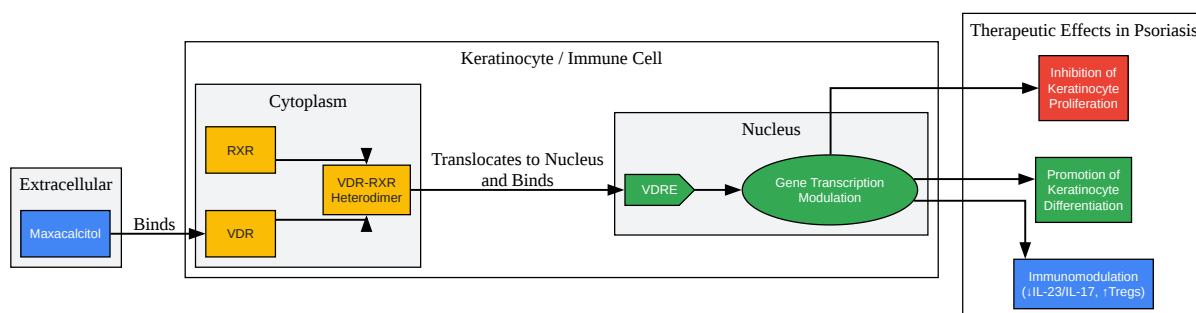 Therapeutic Effects in Psoriasis
Keratinocyte / Immune Cell
Inhibition of
Keratinocyte
Proliferation
Cytoplasm
Nucleus
RXR
Translocates to Nucleus
and Binds
VDR-RXR
Heterodimer
VDRE
Gene Transcription
Modulation
Promotion of
Keratinocyte
Differentiation
Extracellular
Maxacalcitol
Binds
VDR
Immunomodulation
(↓IL-23/IL-17, ↑Tregs)